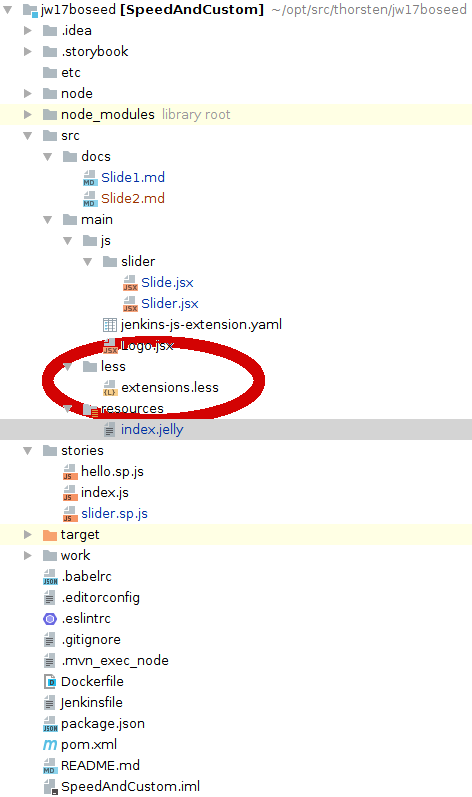 jw17boseed [SpeedAndCustom] ~/opt/src/thorsten/jw17boseed
.idea
.storybook
etc
node
node_modules library root
src
docs
MD Slide1.md
MD Slide2.md
main
js
slider
JSX Slide.jsx
JSX Slider.jsx
jenkins-js-extension.yaml
JSX Logo.jsx
less
{L} extensions.less
resources
index.jelly
stories
JS hello.sp.js
JS index.js
JS slider.sp.js
target
work
JSON .babelrc
.editorconfig
.eslintrc
.gitignore
.mvn_exec_node
D Dockerfile
Jenkinsfile
JSON package.json
m pom.xml
MD README.md
SpeedAndCustom.iml